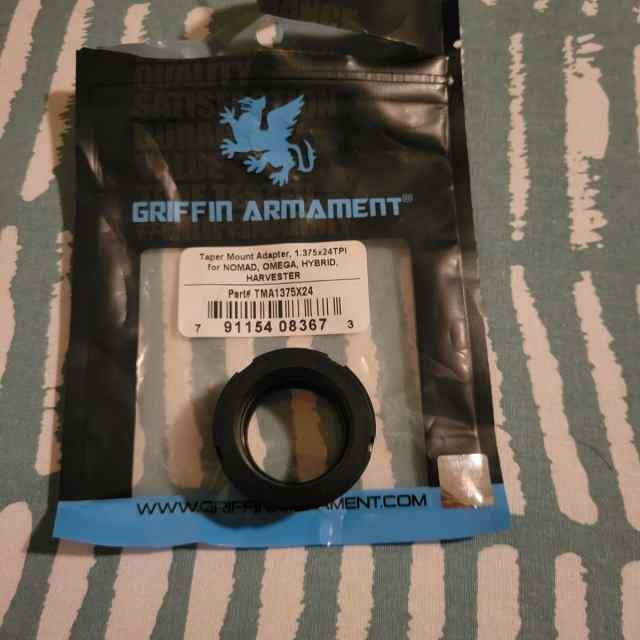 QUALITY
GRIFFIN ARMAMENT®
Taper Mount Adapter, 1.375x24TPI
for NOMAD, OMEGA, HYBRID,
HARVESTER
Part# TMA1375X24
7 91154 08367 3
WWW.GRIFFINARMAMENT.COM